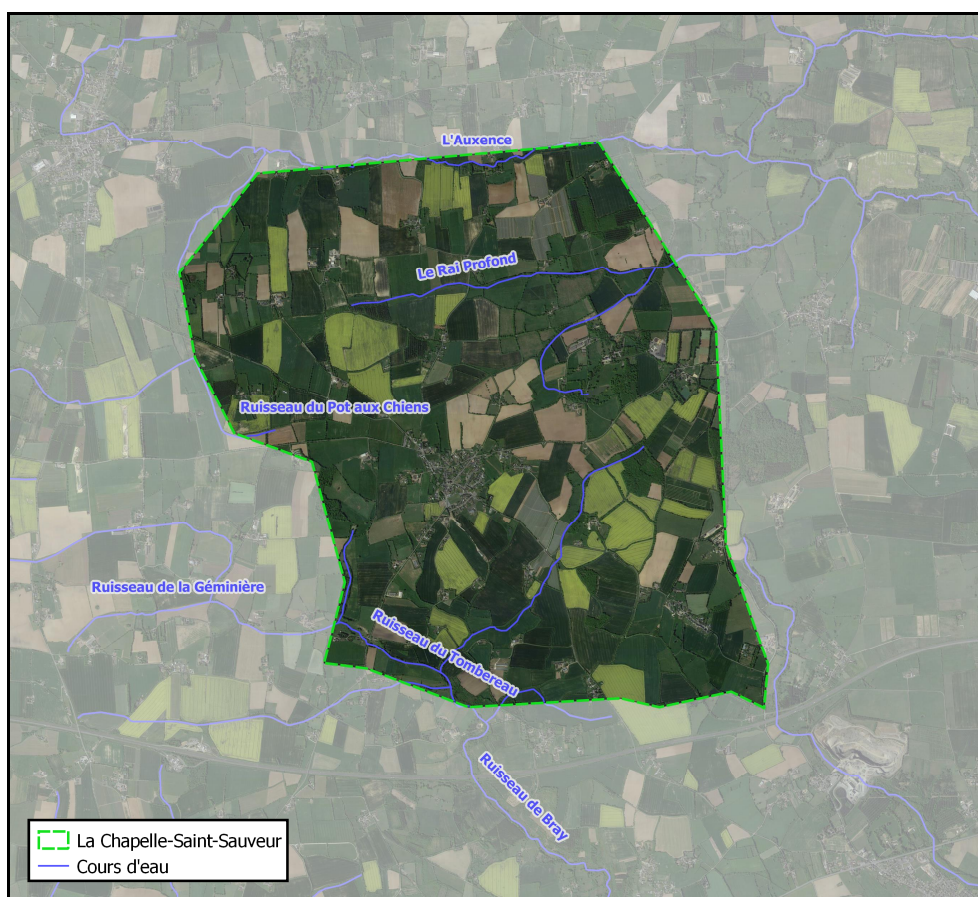 L'Auxence
Le Rai Profond
Ruisseau du Pot aux Chiens
Ruisseau de la Géminière
Ruisseau du Tombereau
Ruisseau de Bray
La Chapelle-Saint-Sauveur
Cours d'eau